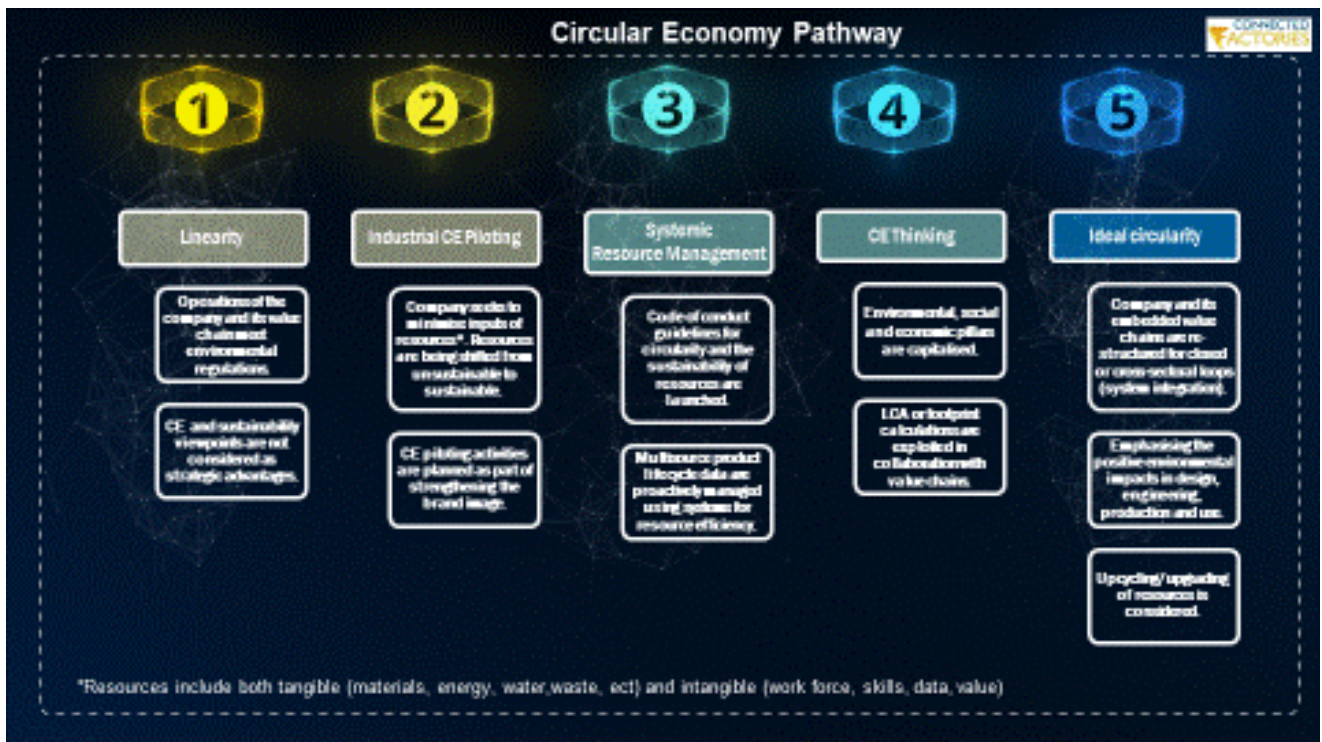 Circular Economy Pathway
CONNECTED
FACTORIES
1
2
3
4
5
Linearity
Operations of the
company and its value
chain meet
environmental
regulations.
CE and sustainability
viewpoints are not
considered as
strategic advantages.
Industrial CE Piloting
Company seeks to
minimise inputs of
resources*. Resources
are being shifted from
unsustainable to
sustainable.
CE piloting activities
are planned as part of
strengthening the
brand image.
Systemic
Resource Management
Code of conduct
guidelines for
circularity and the
sustainability of
resources are
launched.
Multisource product
lifecycle data are
proactively managed
using systems for
resource efficiency.
CE Thinking
Environmental, social
and economic pillars
are capitalised.
LCA or footprint
calculations are
exploited in
collaboration with
value chains.
Ideal circularity
Company and its
embedded value
chains are re-
structured for closed
or cross-sectoral loops
(system integration).
Emphasising the
positive environmental
impacts in design,
engineering,
production and use.
Upcycling/upgrading
of resources is
considered.
*Resources include both tangible (materials, energy, water,waste, ect) and intangible (work force, skills, data, value)